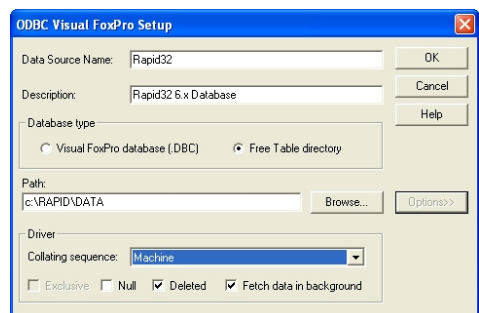 ODBC Visual FoxPro Setup
Data Source Name: Rapid32
OK
Description: Rapid32 6.x Database
Cancel
Help
Database type
Visual FoxPro database (.DBC) Free Table directory
Path:
c:\RAPID\DATA Browse... Options>>
Driver
Collating sequence: Machine
Exclusive Null Deleted Fetch data in background